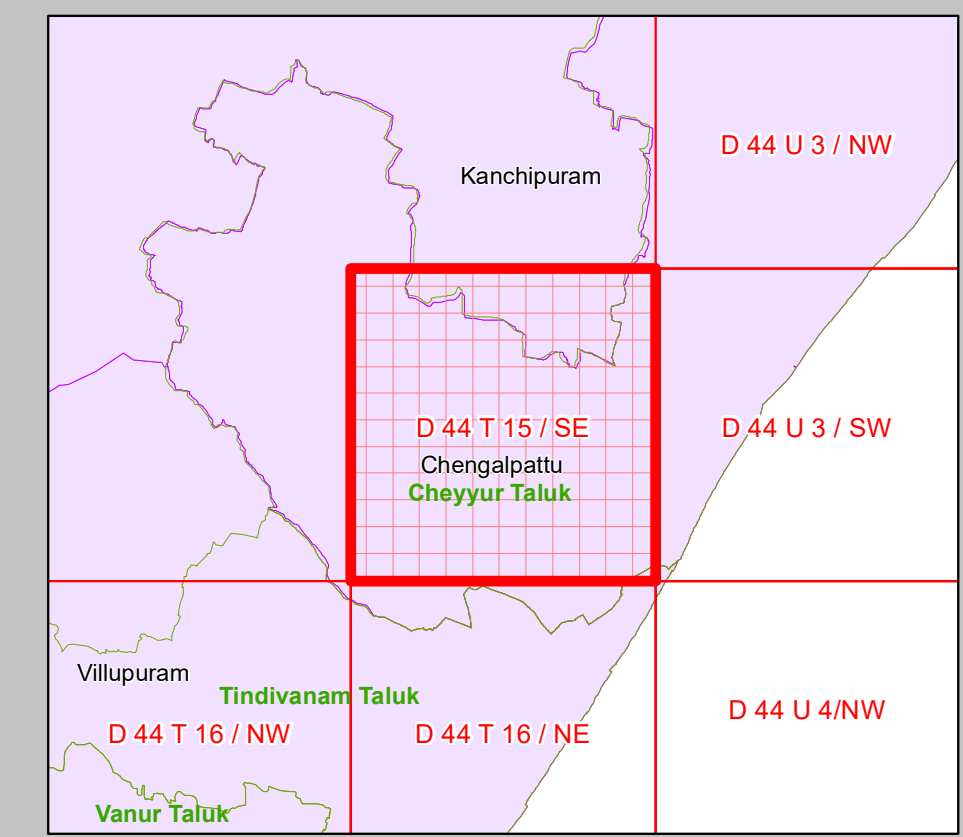 D 44 U 3 / NW
Kanchipuram
D 44 T 15 / SE
D 44 U 3 / SW
Chengalpattu
Cheyyur Taluk
Villupuram
Tindivanam Taluk
D 44 U 4/NW
D 44 T 16 / NW
D 44 T 16 / NE
Vanur Taluk